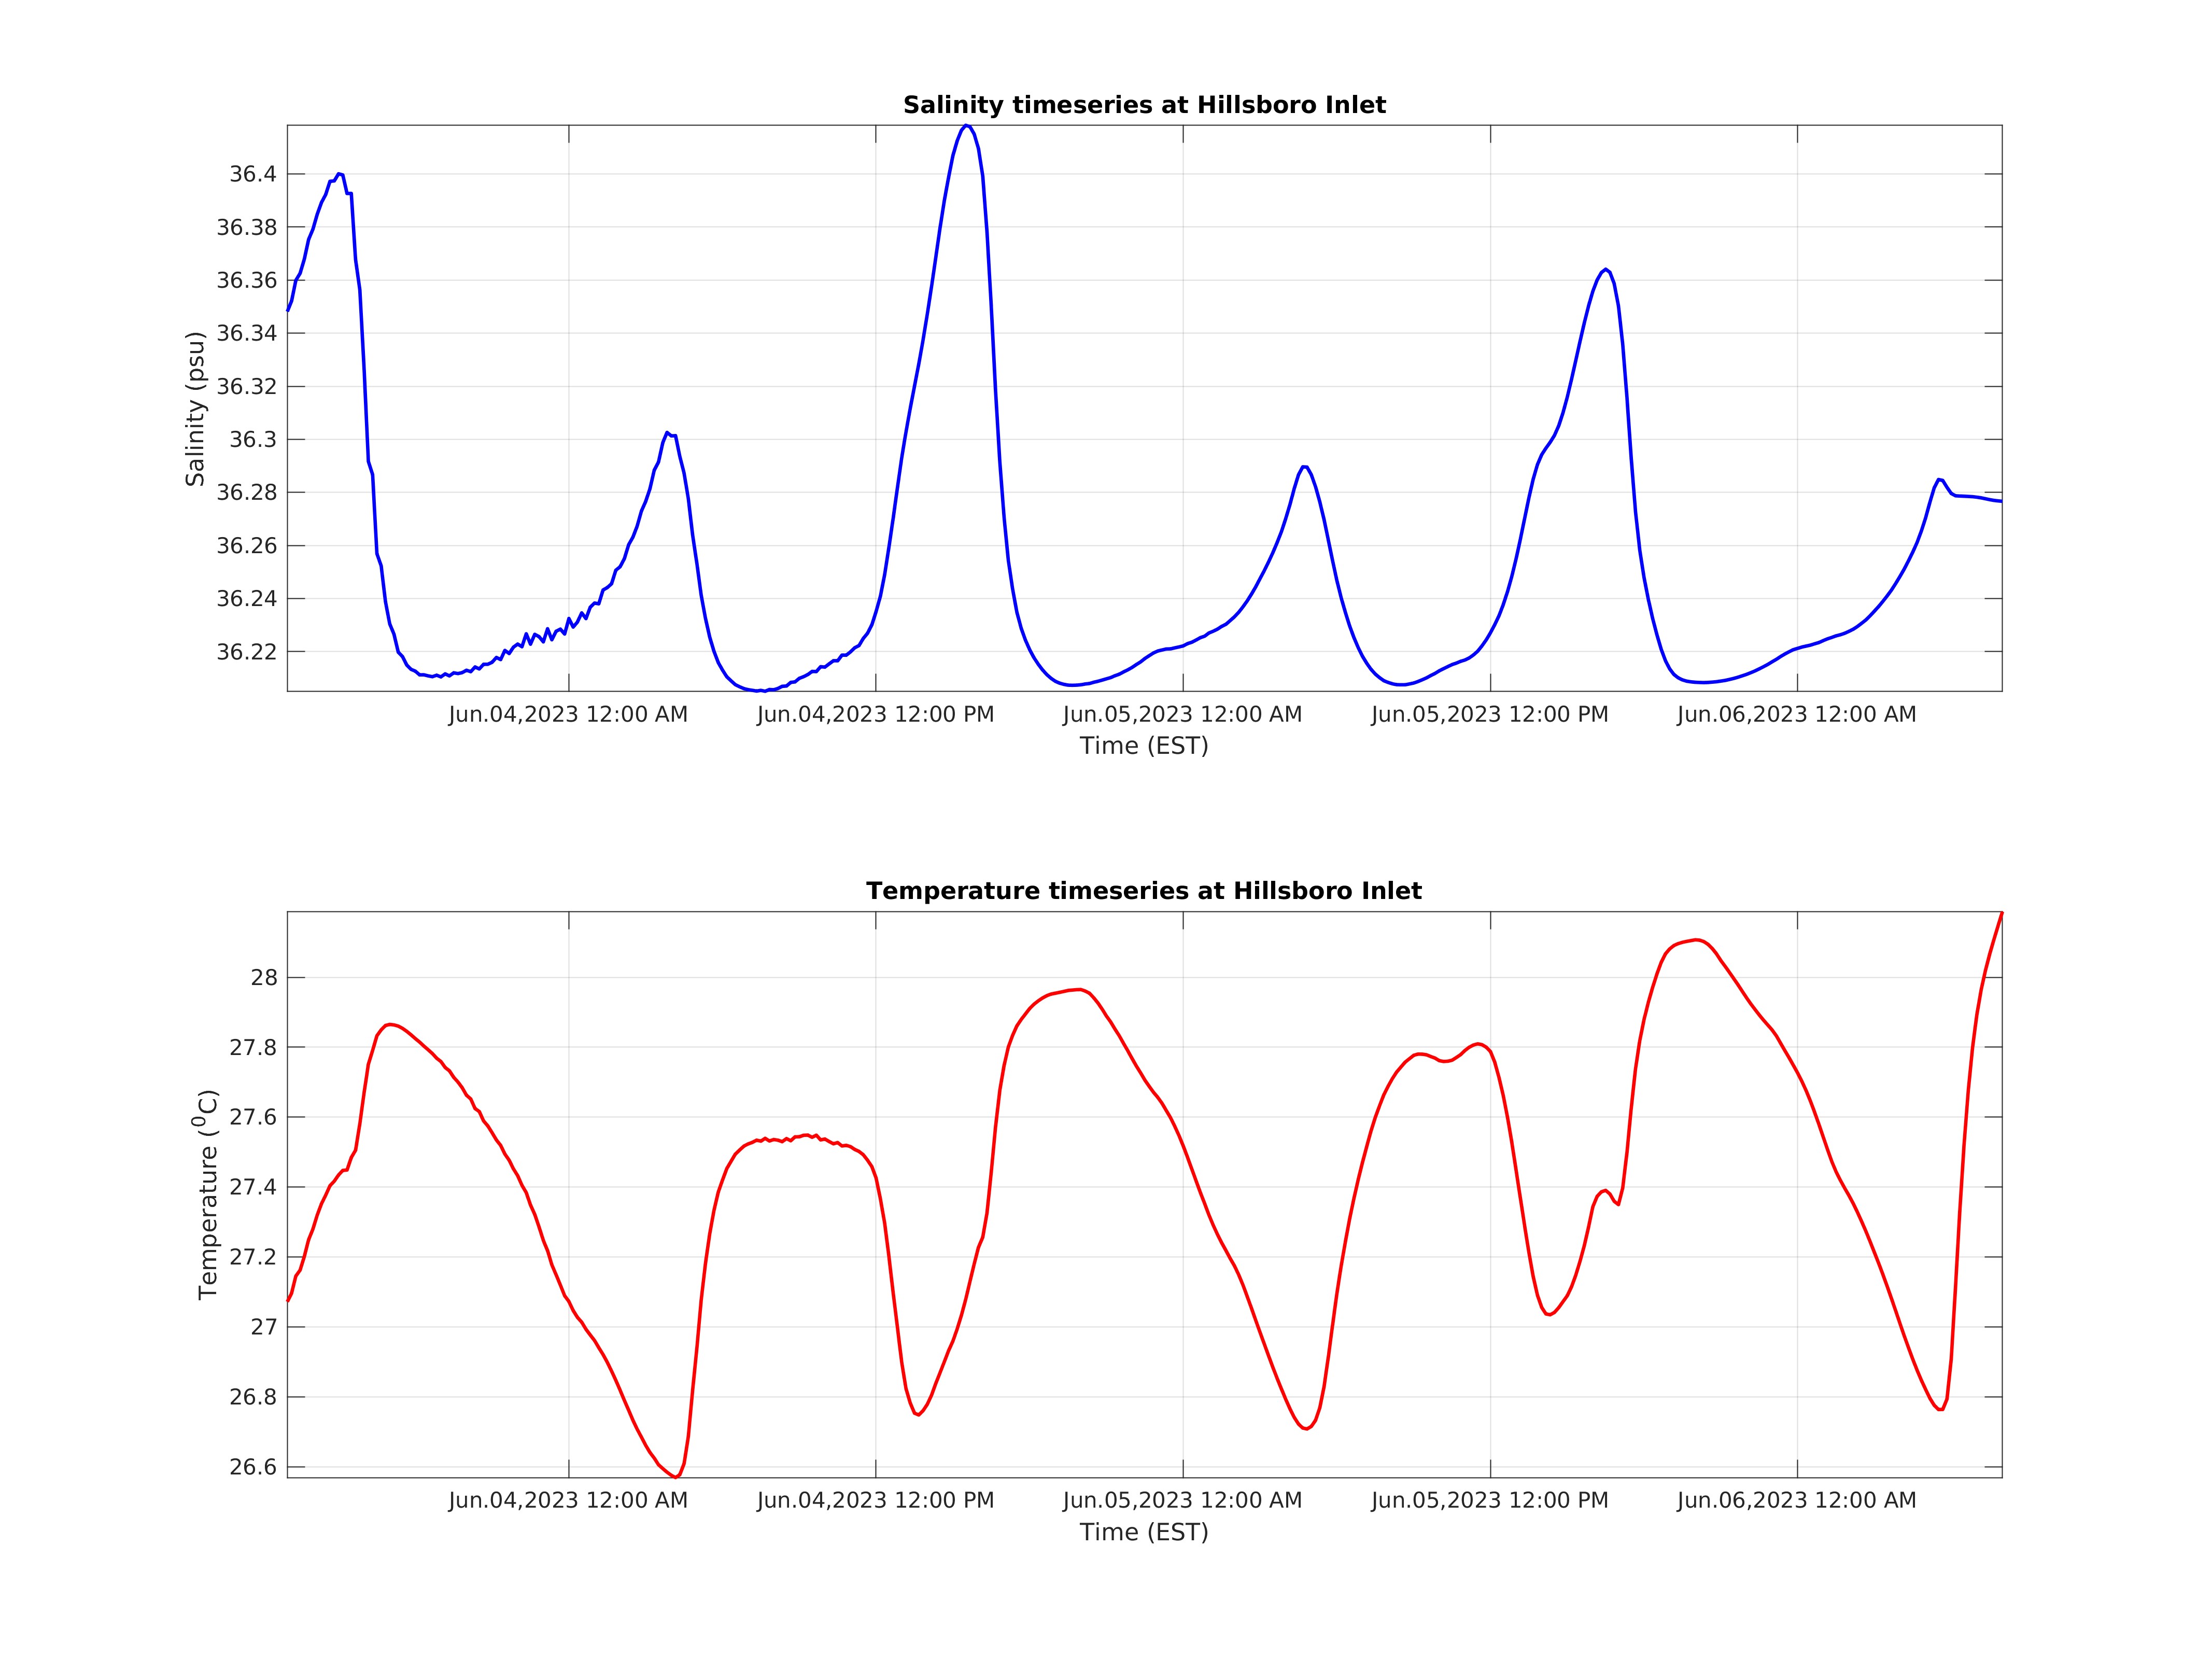 Salinity timeseries at Hillsboro Inlet
36.4
36.38
36.36
36.34
36.32
36.3
36.28
36.26
36.24
36.22
Salinity (psu)
Jun.04,2023 12:00 AM Jun.04,2023 12:00 PM Jun.05,2023 12:00 AM Jun.05,2023 12:00 PM Jun.06,2023 12:00 AM
Time (EST)
Temperature timeseries at Hillsboro Inlet
28
27.8
27.6
27.4
27.2
27
26.8
26.6
Temperature (⁰C)
Jun.04,2023 12:00 AM Jun.04,2023 12:00 PM Jun.05,2023 12:00 AM Jun.05,2023 12:00 PM Jun.06,2023 12:00 AM
Time (EST)